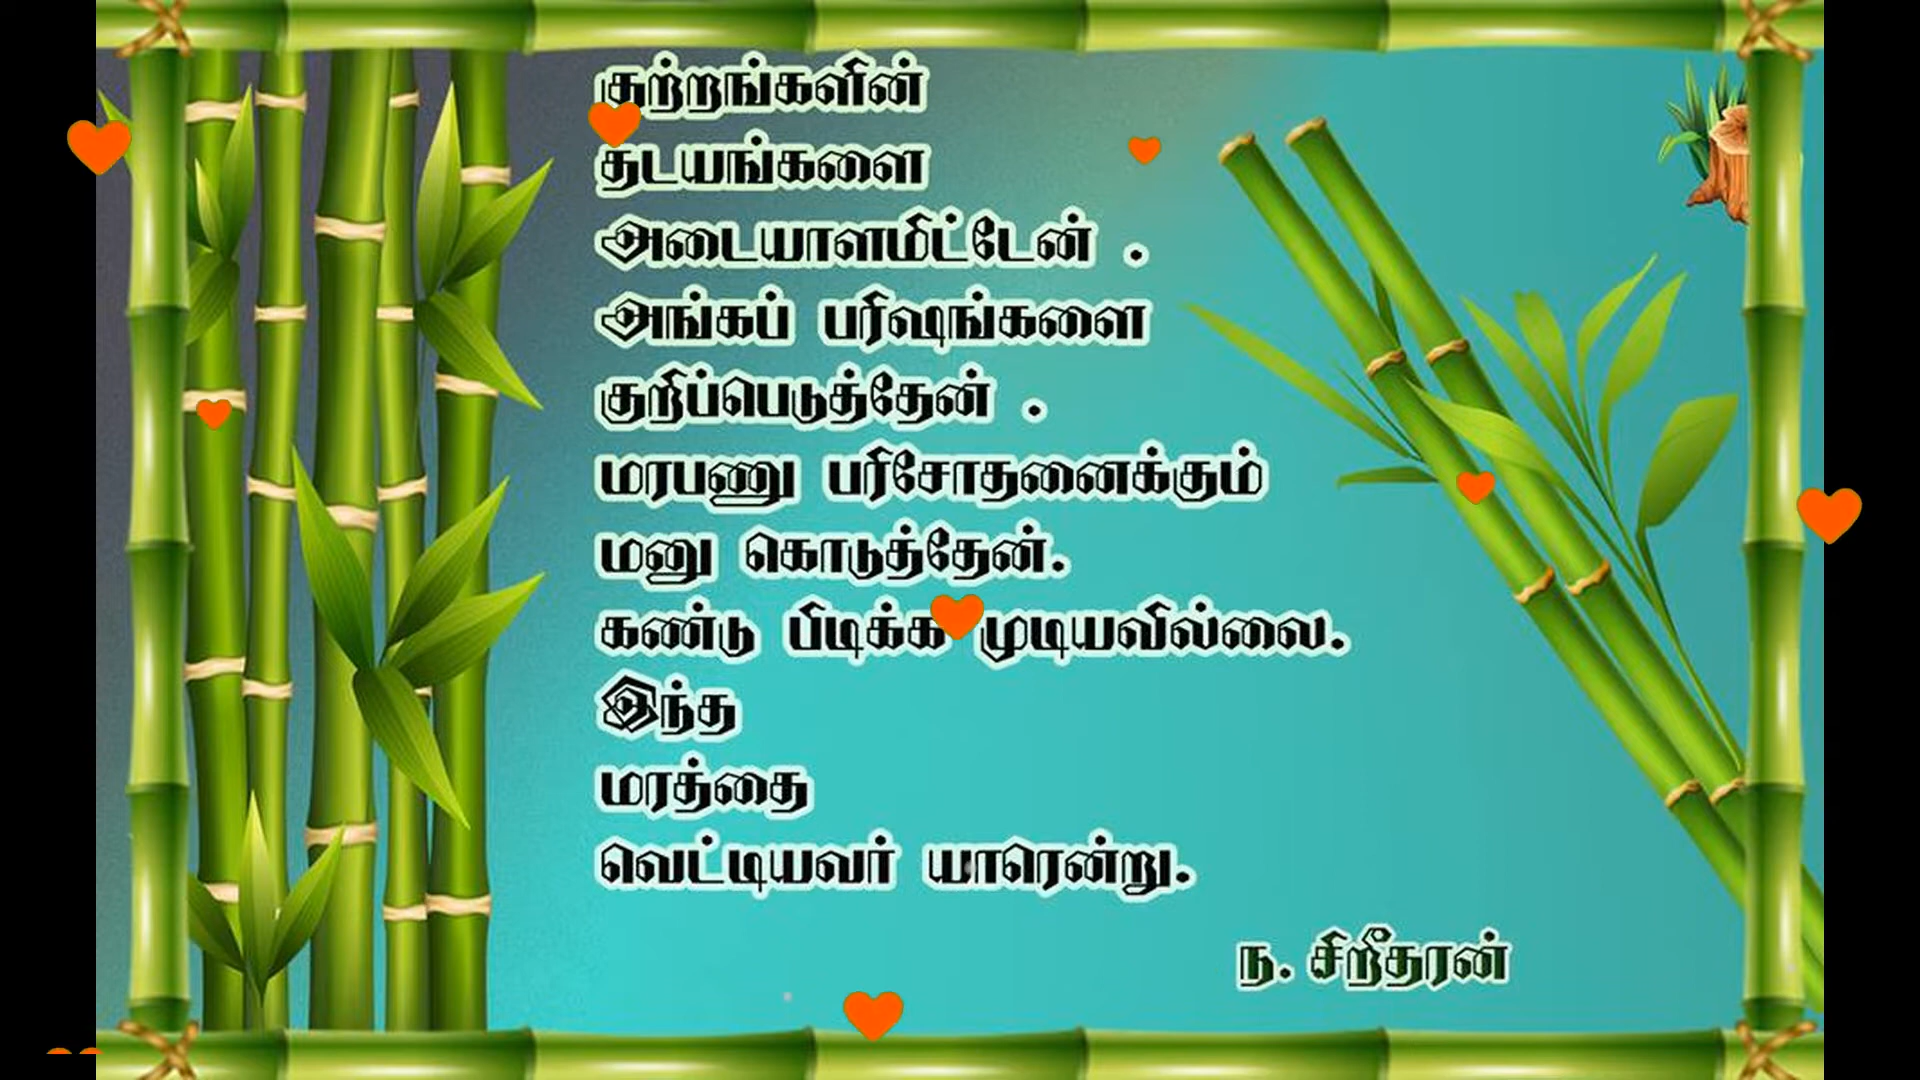 குற்றங்களின்
தடயங்களை
அடையாளமிட்டேன் .
அங்கப் பரிஷங்களை
குறிப்பெடுத்தேன் .
மரபணு பரிசோதனைக்கும்
மனு கொடுத்தேன்.
கண்டு பிடிக்க முடியவில்லை.
இந்த
மரத்தை
வெட்டியவர் யாரென்று.
ந. சிறீதரன்